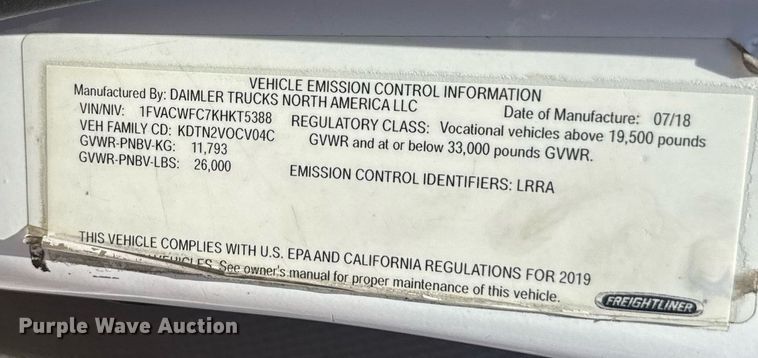 VEHICLE EMISSION CONTROL INFORMATION
Manufactured By: DAIMLER TRUCKS NORTH AMERICA LLC
Date of Manufacture: 07/18
VIN/NIV: 1FVACWFC7KHKT5388
REGULATORY CLASS: Vocational vehicles above 19,500 pounds
VEH FAMILY CD: KDTN2VOCV04C
GVWR and at or below 33,000 pounds GVWR.
GVWR-PNBV-KG: 11,793
GVWR-PNBV-LBS: 26,000
EMISSION CONTROL IDENTIFIERS: LRRA
THIS VEHICLE COMPLIES WITH U.S. EPA AND CALIFORNIA REGULATIONS FOR 2019
VEHICLES. See owner's manual for proper maintenance of this vehicle.
FREIGHTLINER
Purple Wave Auction